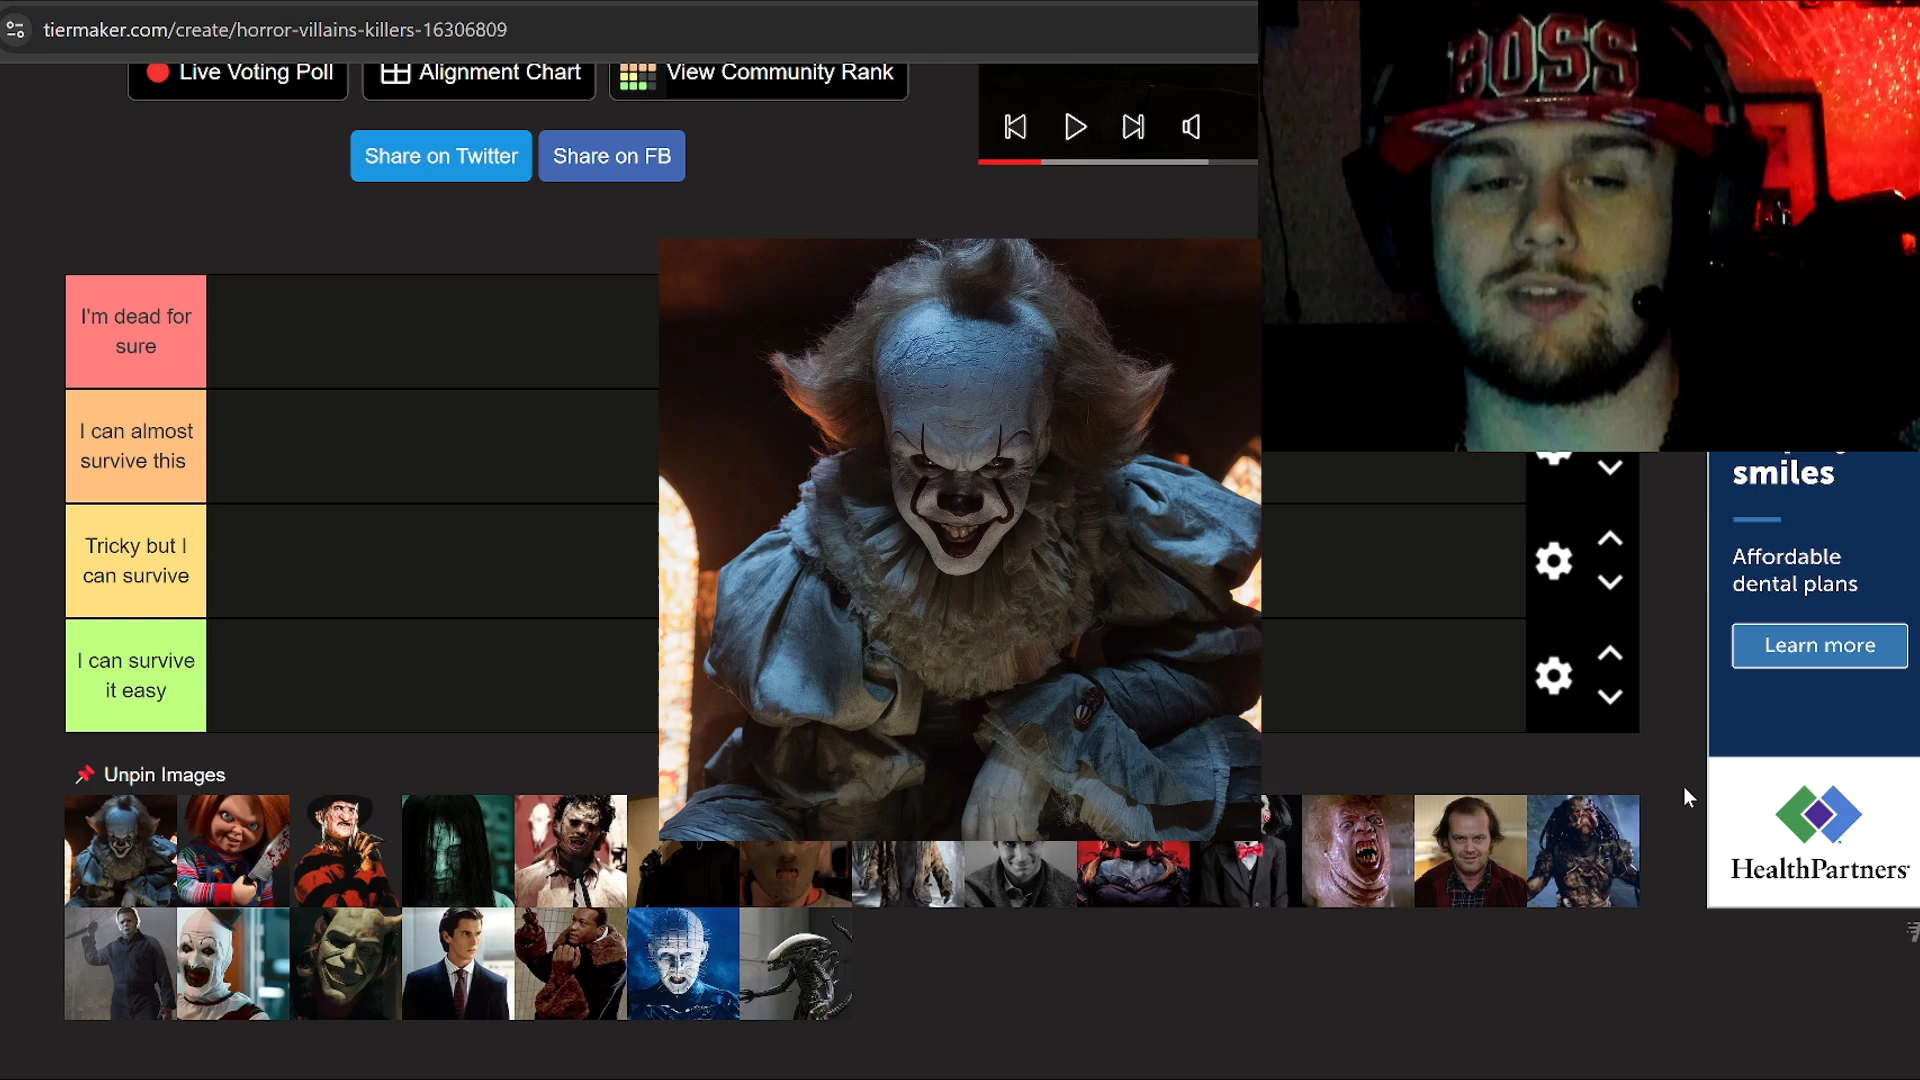 tiermaker.com/create/horror-villains-killers-16306809
Live Voting Poll
Alignment Chart
View Community Rank
Share on Twitter
Share on FB
BOSS
BOSS
I'm dead for
sure
I can almost
survive this
Tricky but I
can survive
I can survive
it easy
smiles
Affordable
dental plans
Learn more
HealthPartners
Unpin Images